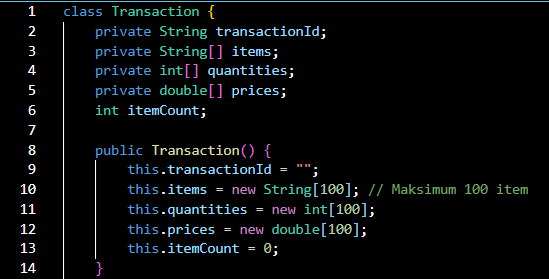 1 class Transaction {
2     private String transactionId;
3     private String[] items;
4     private int[] quantities;
5     private double[] prices;
6     int itemCount;
7
8     public Transaction() {
9         this.transactionId = "";
10         this.items = new String[100]; // Maksimum 100 item
11         this.quantities = new int[100];
12         this.prices = new double[100];
13         this.itemCount = 0;
14     }